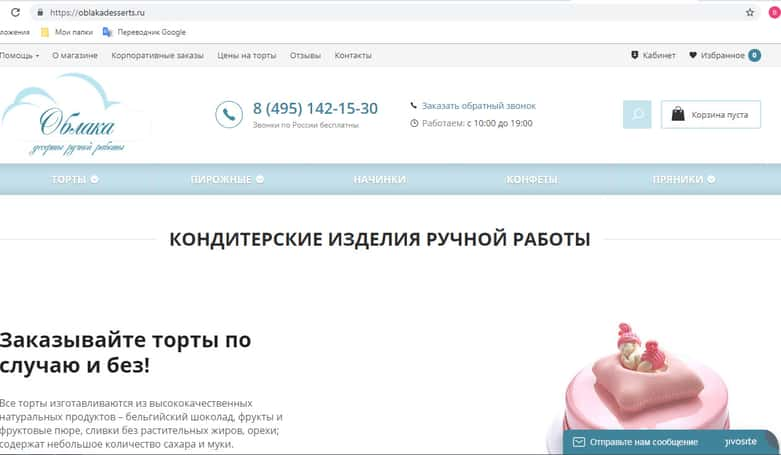 https://oblakadesserts.ru
ложения Мои папки Переводчик Google
Помощь О магазине Корпоративные заказы Цены на торты Отзывы Контакты Кабинет Избранное 0
Облака
десерты ручной работы
8 (495) 142-15-30
Звонки по России бесплатны
Заказать обратный звонок
Работаем: с 10:00 до 19:00
Корзина пуста
ТОРТЫ ПИРОЖНЫЕ НАЧИНКИ КОНФЕТЫ ПРЯНИКИ
КОНДИТЕРСКИЕ ИЗДЕЛИЯ РУЧНОЙ РАБОТЫ
Заказывайте торты по
случаю и без!
Все торты изготавливаются из высококачественных
натуральных продуктов – бельгийский шоколад, фрукты и
фруктовые пюре, сливки без растительных жиров, орехи;
содержат небольшое количество сахара и муки.
Отправьте нам сообщение jivosite